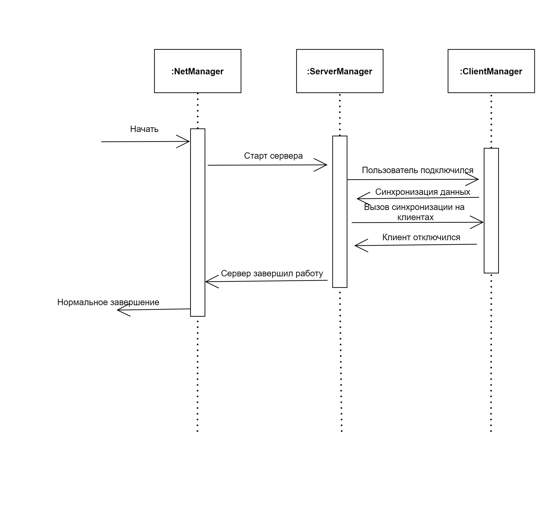 :NetManager
:ServerManager
:ClientManager
Начать
Старт сервера
Пользователь подключился
Синхронизация данных
Вызов синхронизации на
клиентах
Клиент отключился
Сервер завершил работу
Нормальное завершение